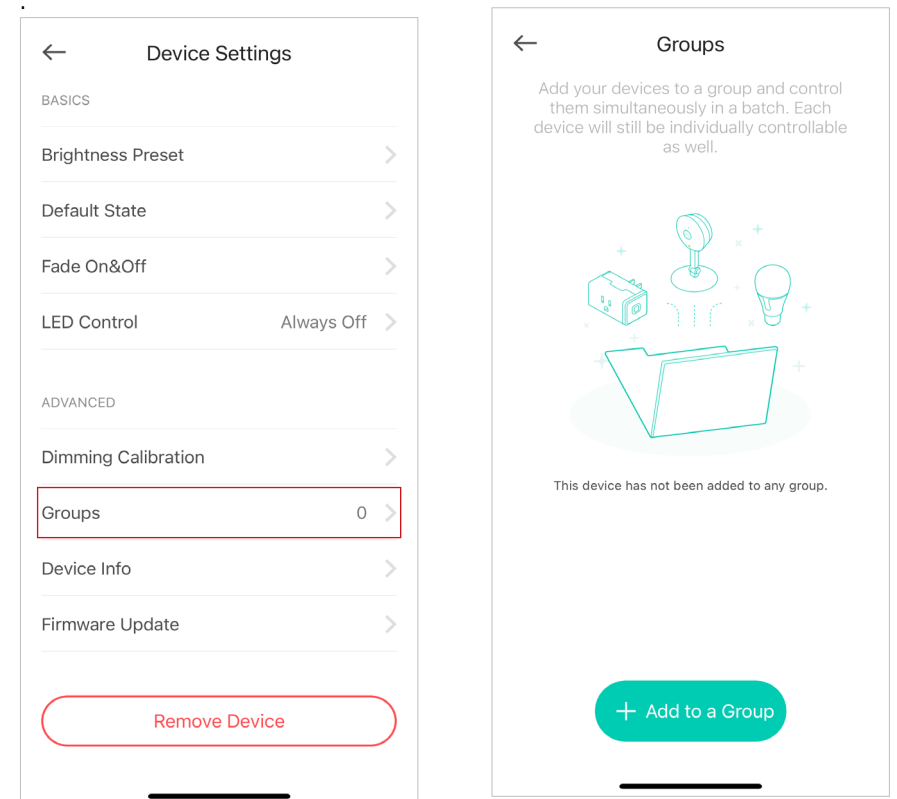 .
Device Settings
BASICS
Brightness Preset
Default State
Fade On&Off
LED Control Always Off
ADVANCED
Dimming Calibration
Groups 0
Device Info
Firmware Update
Remove Device
Groups
Add your devices to a group and control
them simultaneously in a batch. Each
device will still be individually controllable
as well.
This device has not been added to any group.
+ Add to a Group